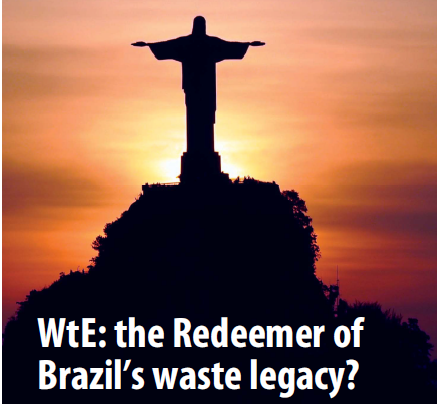 WtE: the Redeemer of
Brazil's waste legacy?